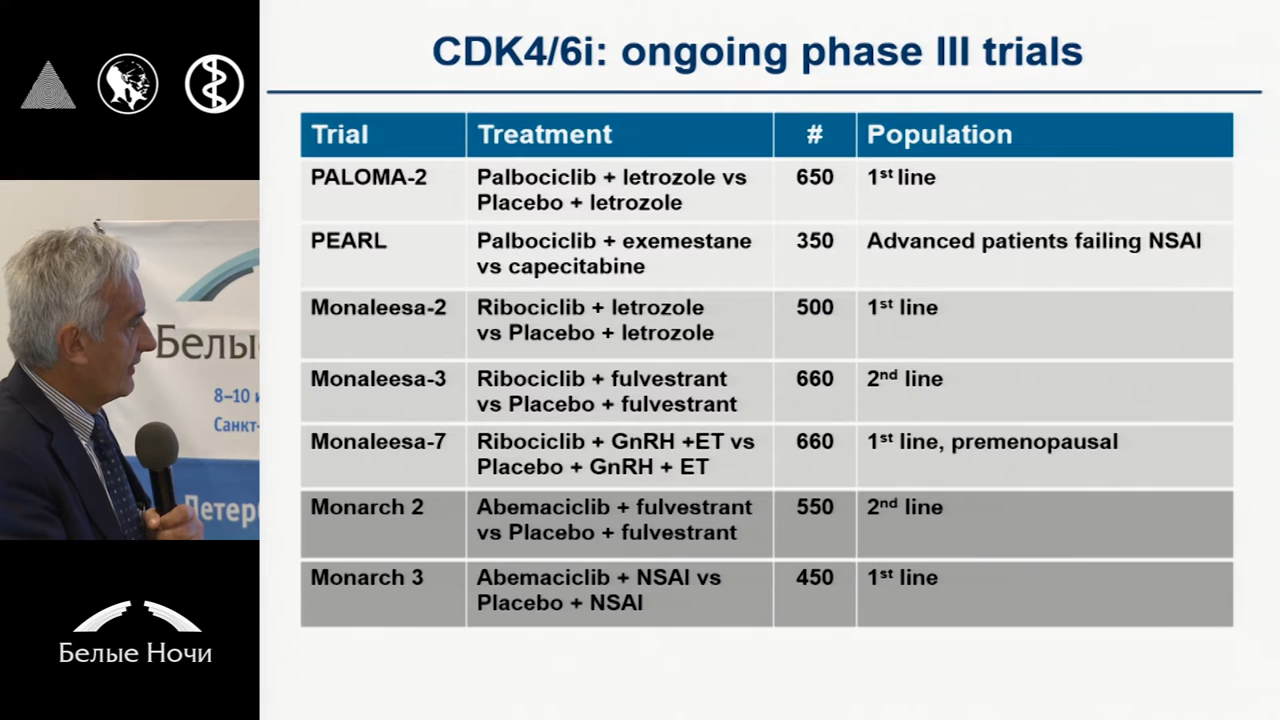 CDK4/6i: ongoing phase III trials
Trial Treatment # Population
PALOMA-2 Palbociclib + letrozole vs 650 1st line
Placebo + letrozole
PEARL Palbociclib + exemestane 350 Advanced patients failing NSAI
vs capecitabine
Monaleesa-2 Ribociclib + letrozole 500 1st line
vs Placebo + letrozole
Monaleesa-3 Ribociclib + fulvestrant 660 2nd line
vs Placebo + fulvestrant
Monaleesa-7 Ribociclib + GnRH +ET vs 660 1st line, premenopausal
Placebo + GnRH + ET
Monarch 2 Abemaciclib + fulvestrant 550 2nd line
vs Placebo + fulvestrant
Monarch 3 Abemaciclib + NSAI vs 450 1st line
Placebo + NSAI
Белы
8–10 и
Санкт-
Петер
Белые Ночи